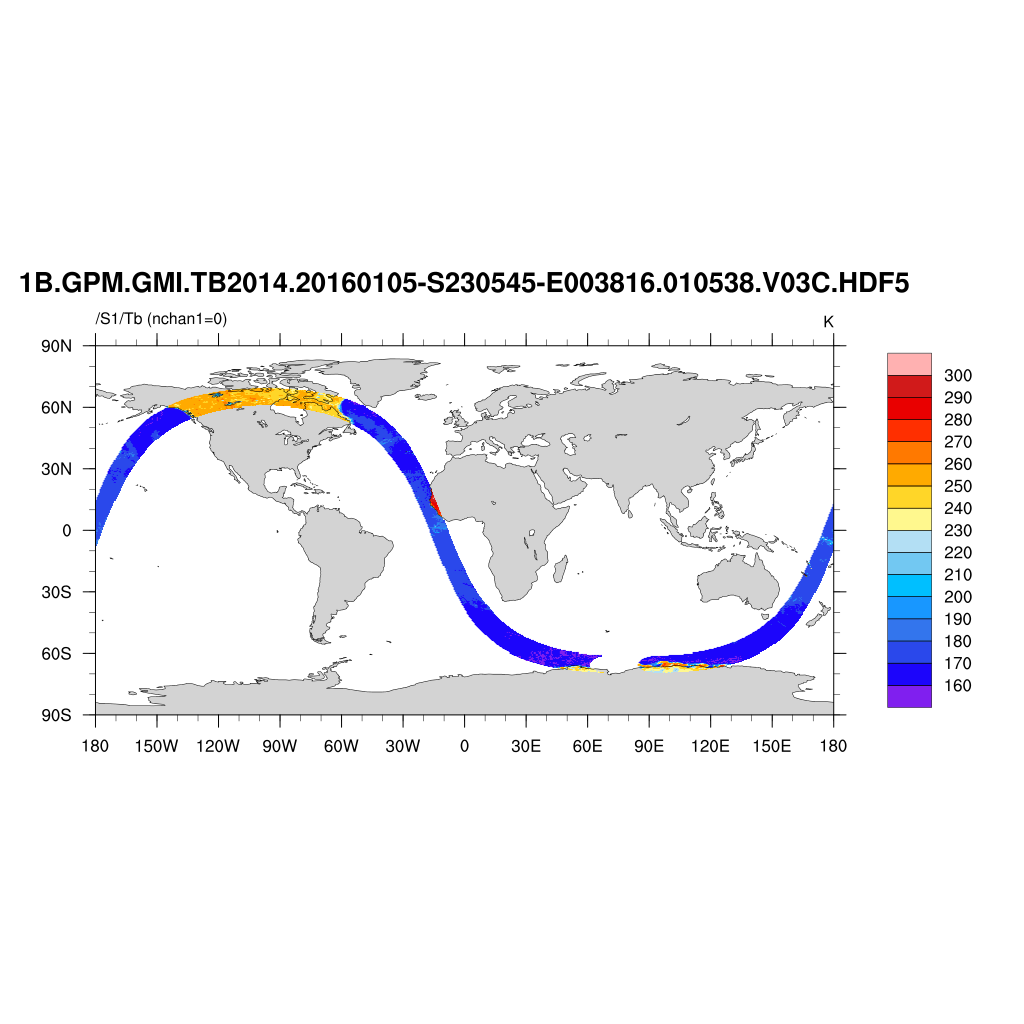 1B.GPM.GMI.TB2014.20160105-S230545-E003816.010538.V03C.HDF5
/S1/Tb (nchan1=0)
K
90N
60N
30N
0
30S
60S
90S
180 150W 120W 90W 60W 30W 0 30E 60E 90E 120E 150E 180
300
290
280
270
260
250
240
230
220
210
200
190
180
170
160